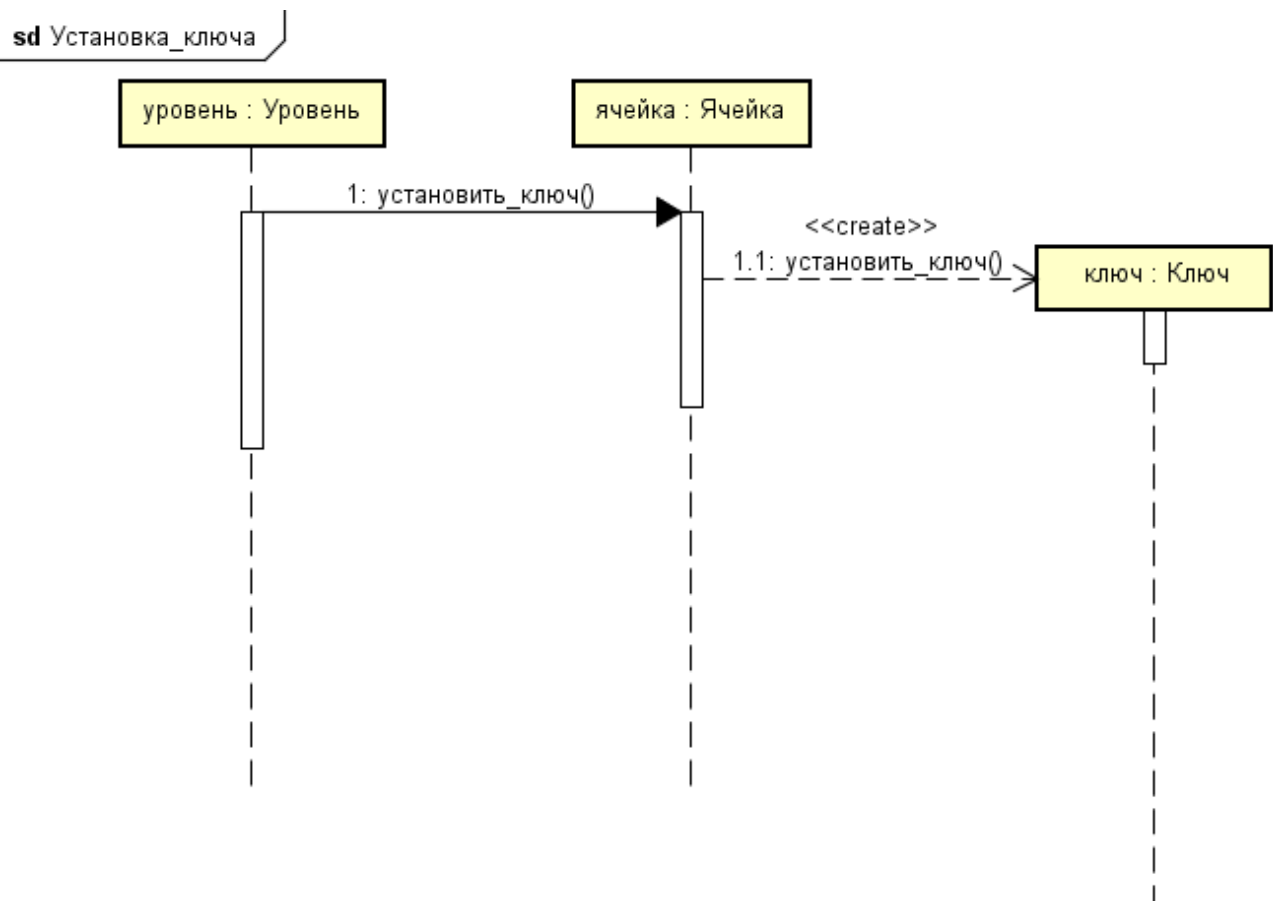 sd Установка_ключа
уровень : Уровень
ячейка : Ячейка
1: установить_ключ()
<<create>>
1.1: установить_ключ()
ключ : Ключ